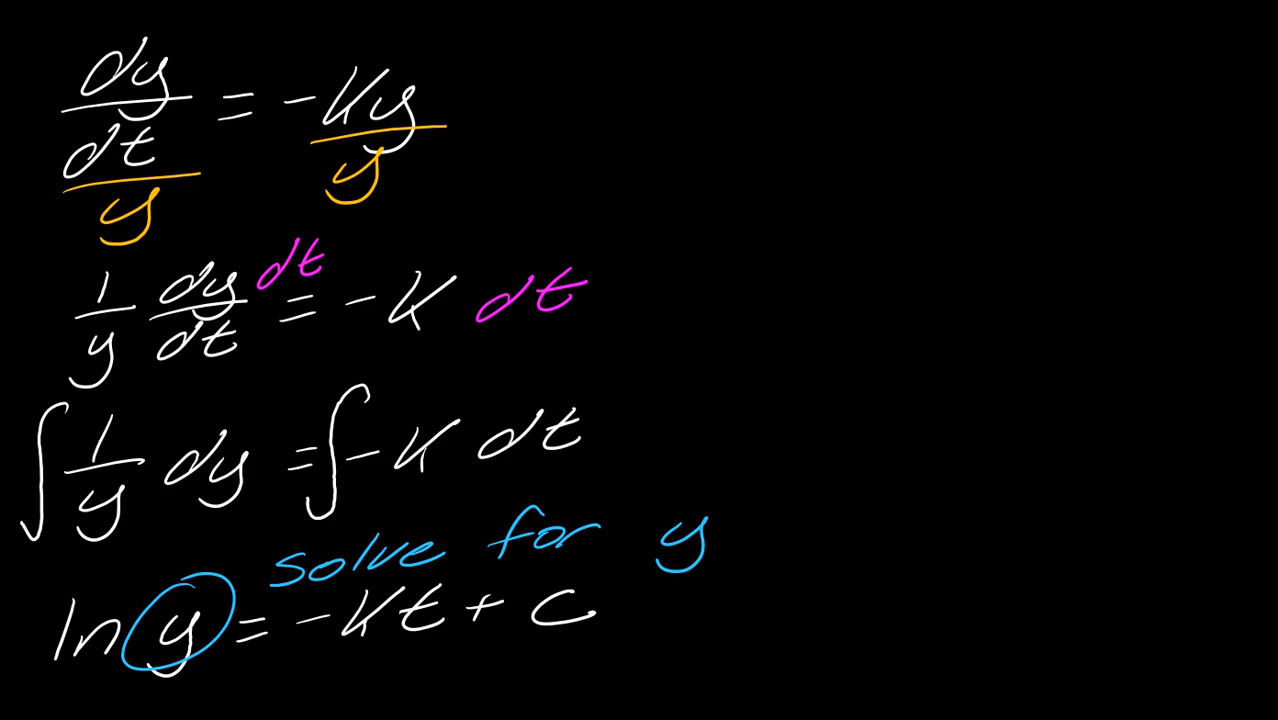 dy/dt / y = -Ky / y
1/y dy/dt dt = -K dt
∫ 1/y dy = ∫ -K dt
solve for y
ln y = -Kt + C